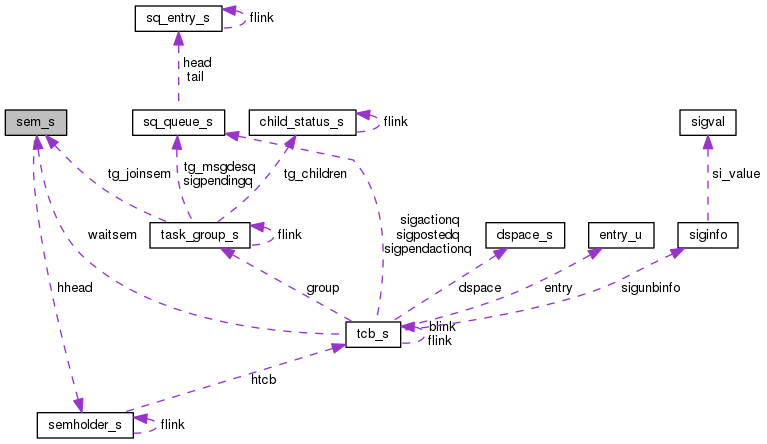 sq_entry_s
flink
head
tail
sem_s
sq_queue_s
child_status_s
flink
sigval
tg_joinsem
tg_msgdesq
sigpendingq
tg_children
si_value
waitsem
task_group_s
flink
sigactionq
sigpostedq
sigpendactionq
dspace_s
entry_u
siginfo
hhead
group
dspace
entry
sigunbinfo
tcb_s
blink
flink
htcb
semholder_s
flink